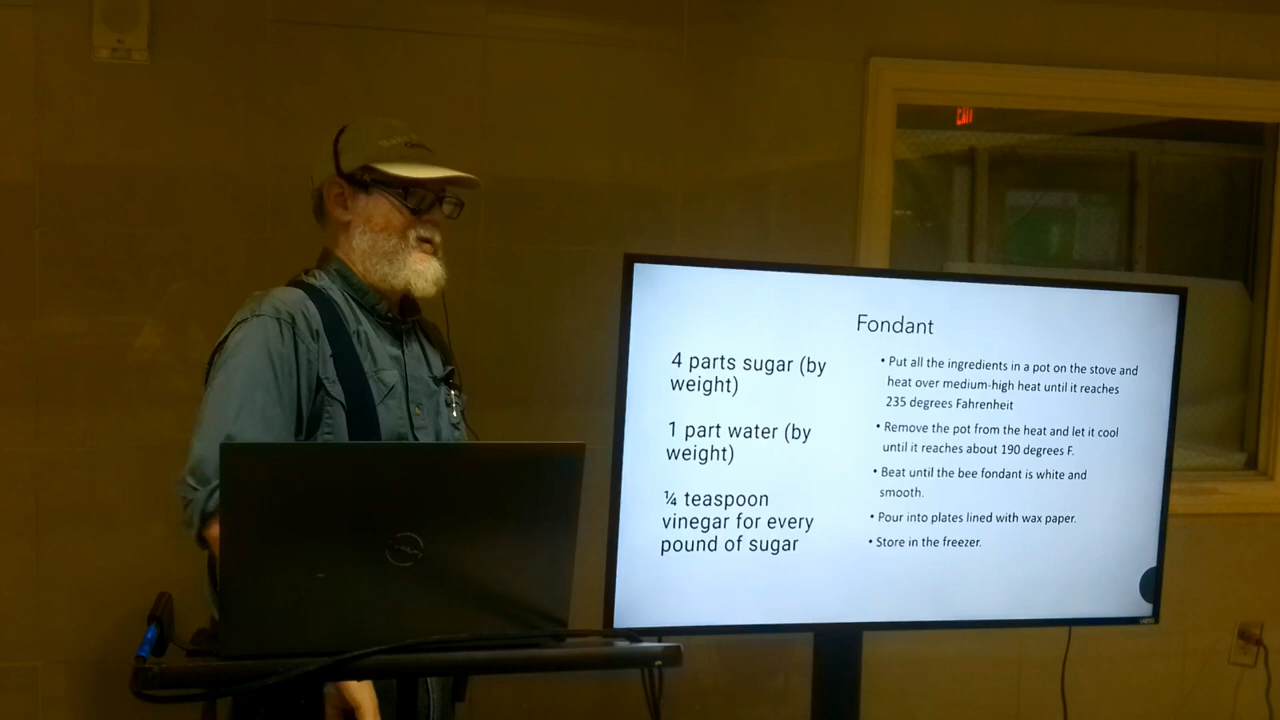 EXIT
Fondant
4 parts sugar (by
weight)
1 part water (by
weight)
¼ teaspoon
vinegar for every
pound of sugar
• Put all the ingredients in a pot on the stove and
heat over medium-high heat until it reaches
235 degrees Fahrenheit
• Remove the pot from the heat and let it cool
until it reaches about 190 degrees F.
• Beat until the bee fondant is white and
smooth.
• Pour into plates lined with wax paper.
• Store in the freezer.
DELL